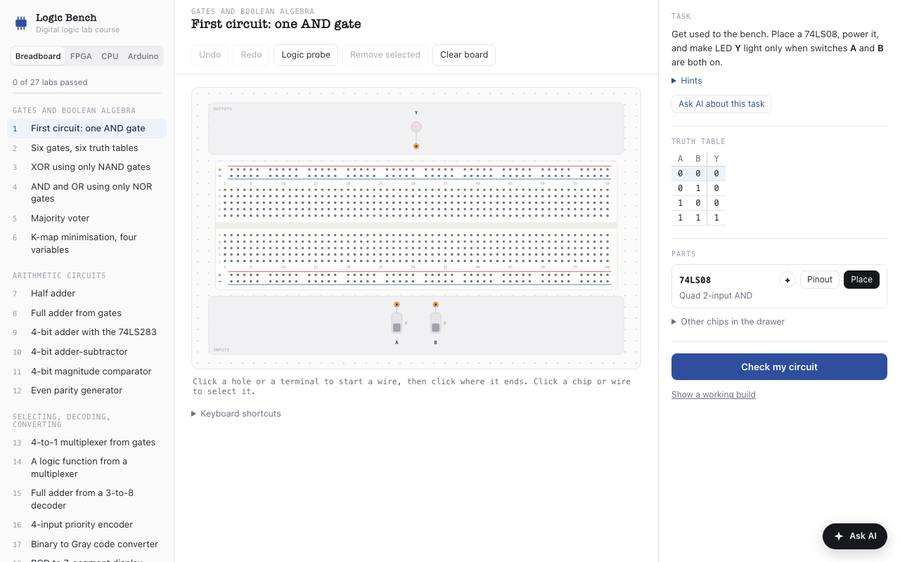 Logic Bench
Digital logic lab course
Breadboard FPGA CPU Arduino
0 of 27 labs passed
GATES AND BOOLEAN ALGEBRA
1 First circuit: one AND gate
2 Six gates, six truth tables
3 XOR using only NAND gates
4 AND and OR using only NOR
gates
5 Majority voter
6 K-map minimisation, four
variables
ARITHMETIC CIRCUITS
7 Half adder
8 Full adder from gates
9 4-bit adder with the 74LS283
10 4-bit adder-subtractor
11 4-bit magnitude comparator
12 Even parity generator
SELECTING, DECODING,
CONVERTING
13 4-to-1 multiplexer from gates
14 A logic function from a
multiplexer
15 Full adder from a 3-to-8
decoder
16 4-input priority encoder
17 Binary to Gray code converter
GATES AND BOOLEAN ALGEBRA
First circuit: one AND gate
Undo Redo Logic probe Remove selected Clear board
OUTPUTS
Y
A B
INPUTS
Click a hole or a terminal to start a wire, then click where it ends. Click a chip or wire
to select it.
Keyboard shortcuts
TASK
Get used to the bench. Place a 74LS08, power it,
and make LED Y light only when switches A and B
are both on.
Hints
Ask AI about this task
TRUTH TABLE
A B Y
0 0 0
0 1 0
1 0 0
1 1 1
PARTS
74LS08 Pinout Place
Quad 2-input AND
Other chips in the drawer
Check my circuit
Show a working build
Ask AI